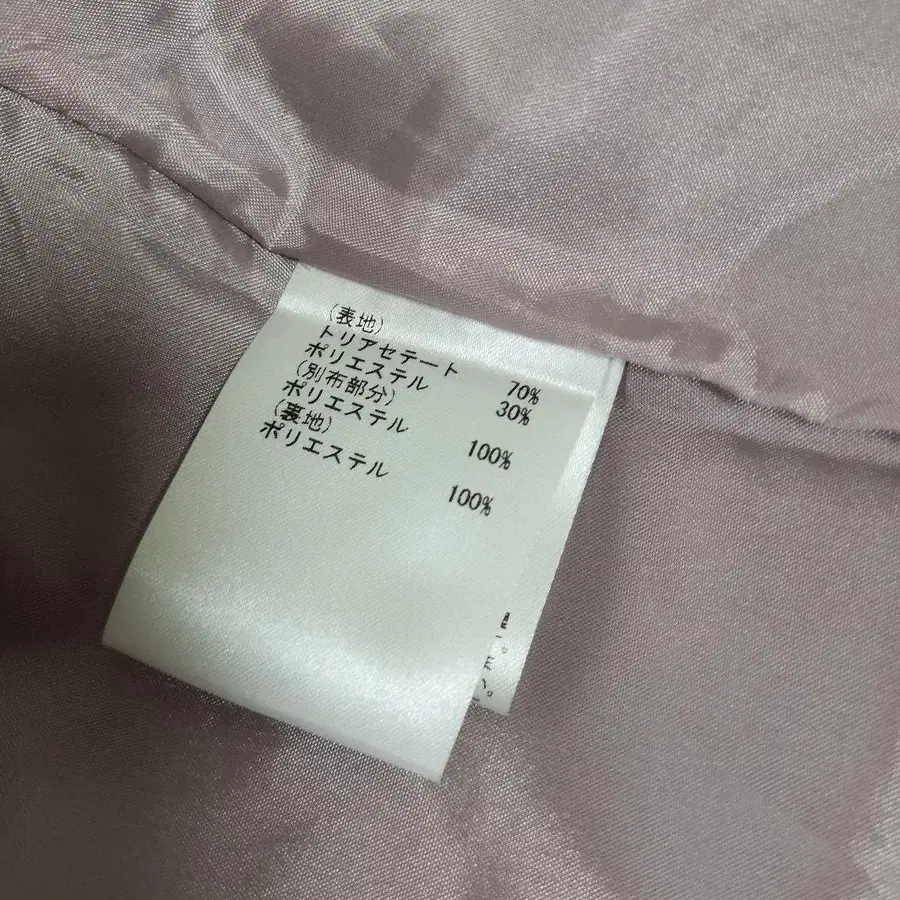 (表地)
トリアセテート 70%
ポリエステル 30%
(別布部分)
ポリエステル 100%
(裏地)
ポリエステル 100%